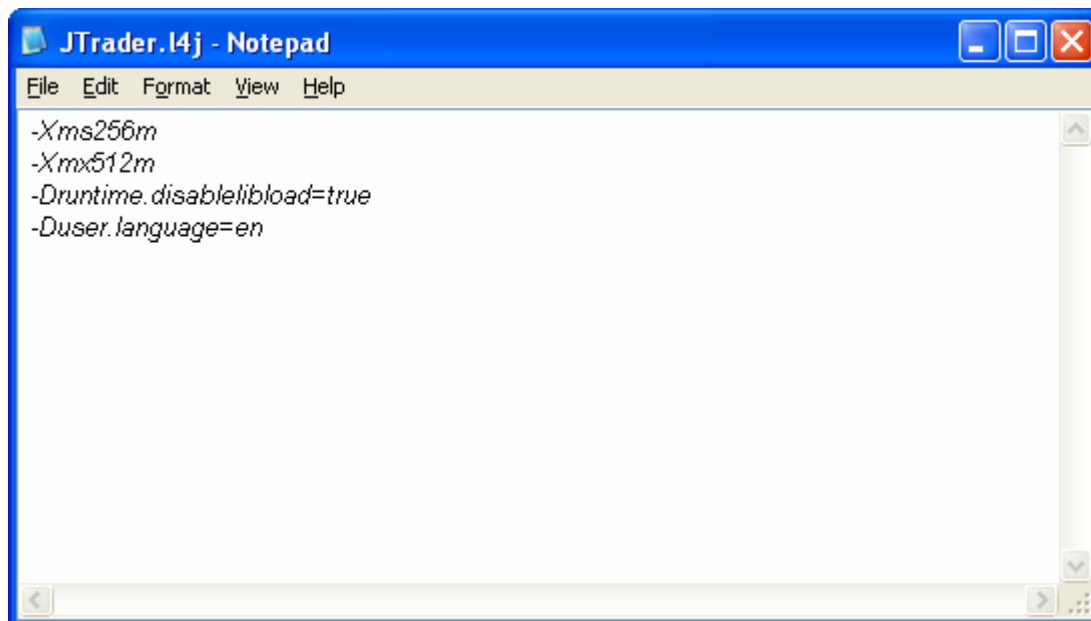 JTrader.l4j - Notepad
File Edit Format View Help
-Xms256m
-Xmx512m
-Druntime.disablelibload=true
-Duser.language=en